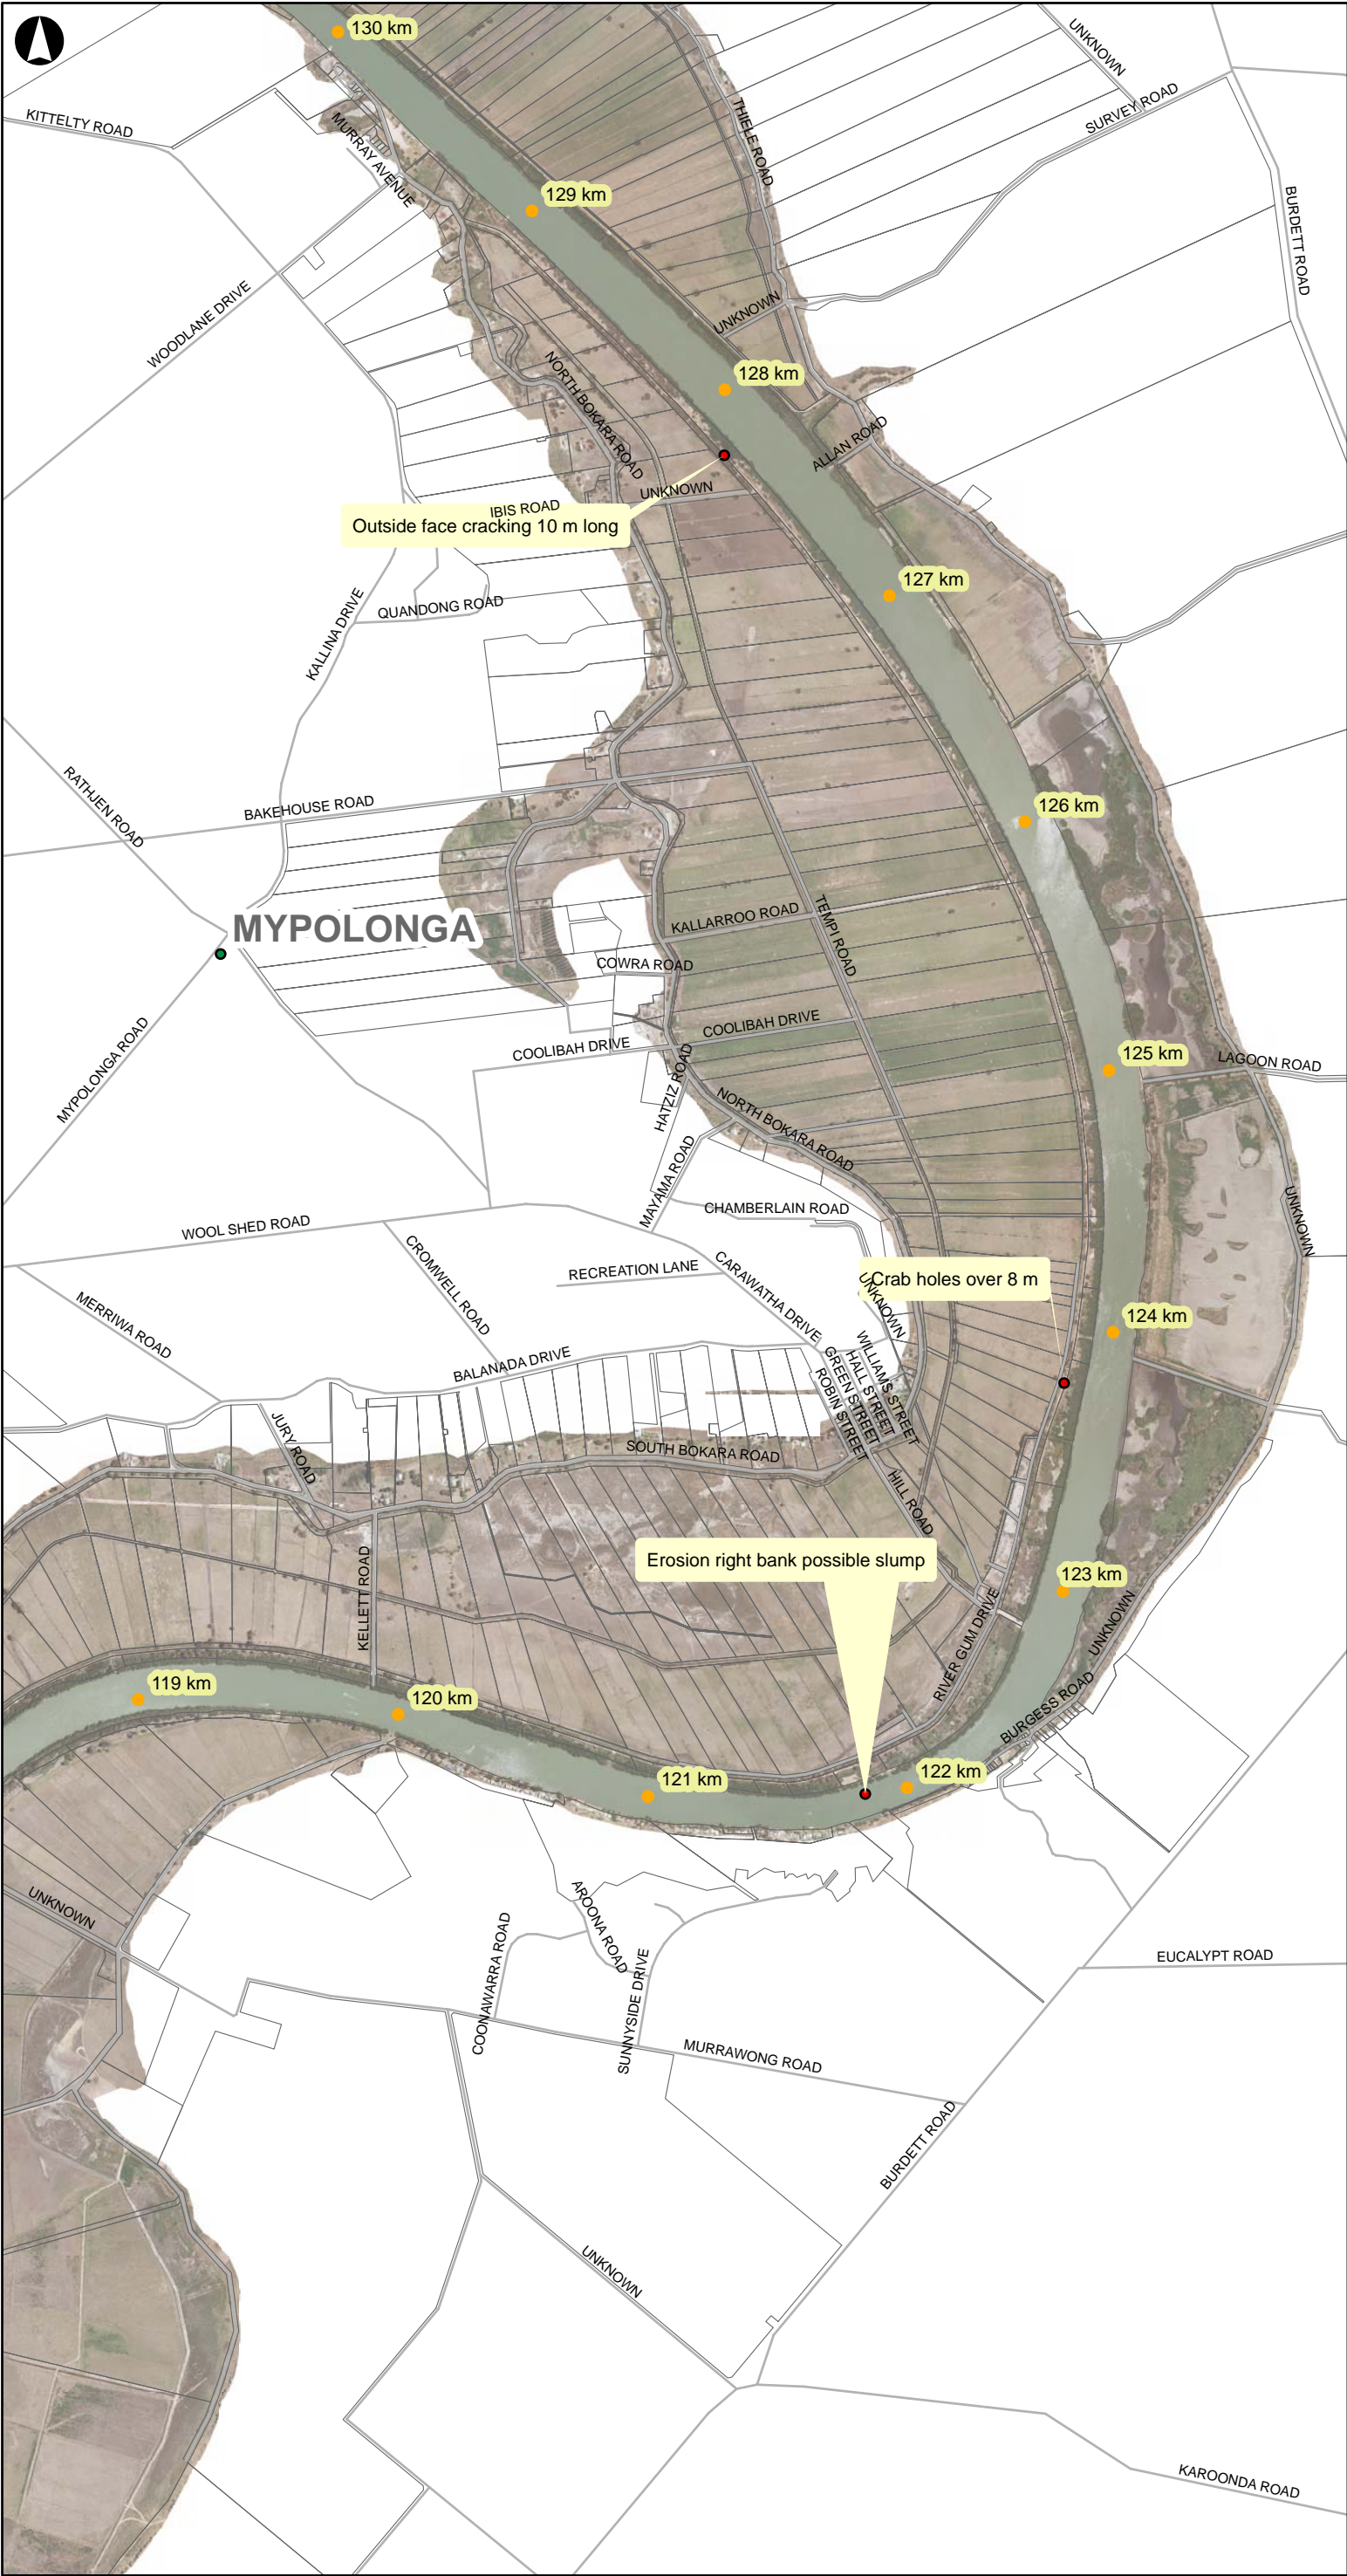 130 km
UNKNOWN
KITTELTY ROAD
THIELE ROAD
SURVEY ROAD
MURRAY AVENUE
129 km
BURDETT ROAD
WOODLANE DRIVE
UNKNOWN
128 km
NORTH BOKARA ROAD
ALLAN ROAD
UNKNOWN
IBIS ROAD
Outside face cracking 10 m long
127 km
QUANDONG ROAD
KALLINA DRIVE
RATHJEN ROAD
BAKEHOUSE ROAD
126 km
MYPOLONGA
KALLARROO ROAD
TEMPI ROAD
COWRA ROAD
COOLIBAH DRIVE
COOLIBAH DRIVE
125 km
LAGOON ROAD
MYPOLONGA ROAD
HATZIZ ROAD
NORTH BOKARA ROAD
MAYAMA ROAD
CHAMBERLAIN ROAD
UNKNOWN
WOOL SHED ROAD
CROMWELL ROAD
RECREATION LANE
CARAWATHA DRIVE
UNKNOWN
Crab holes over 8 m
124 km
MERRIWA ROAD
BALANADA DRIVE
WILLIAMS STREET
HALL STREET
GREEN STREET
ROBIN STREET
JURY ROAD
SOUTH BOKARA ROAD
HILL ROAD
Erosion right bank possible slump
KELLETT ROAD
123 km
UNKNOWN
RIVER GUM DRIVE
119 km
120 km
BURGESS ROAD
121 km
122 km
UNKNOWN
AROONA ROAD
COONAWARRA ROAD
SUNNYSIDE DRIVE
EUCALYPT ROAD
MURRAWONG ROAD
BURDETT ROAD
UNKNOWN
KAROONDA ROAD